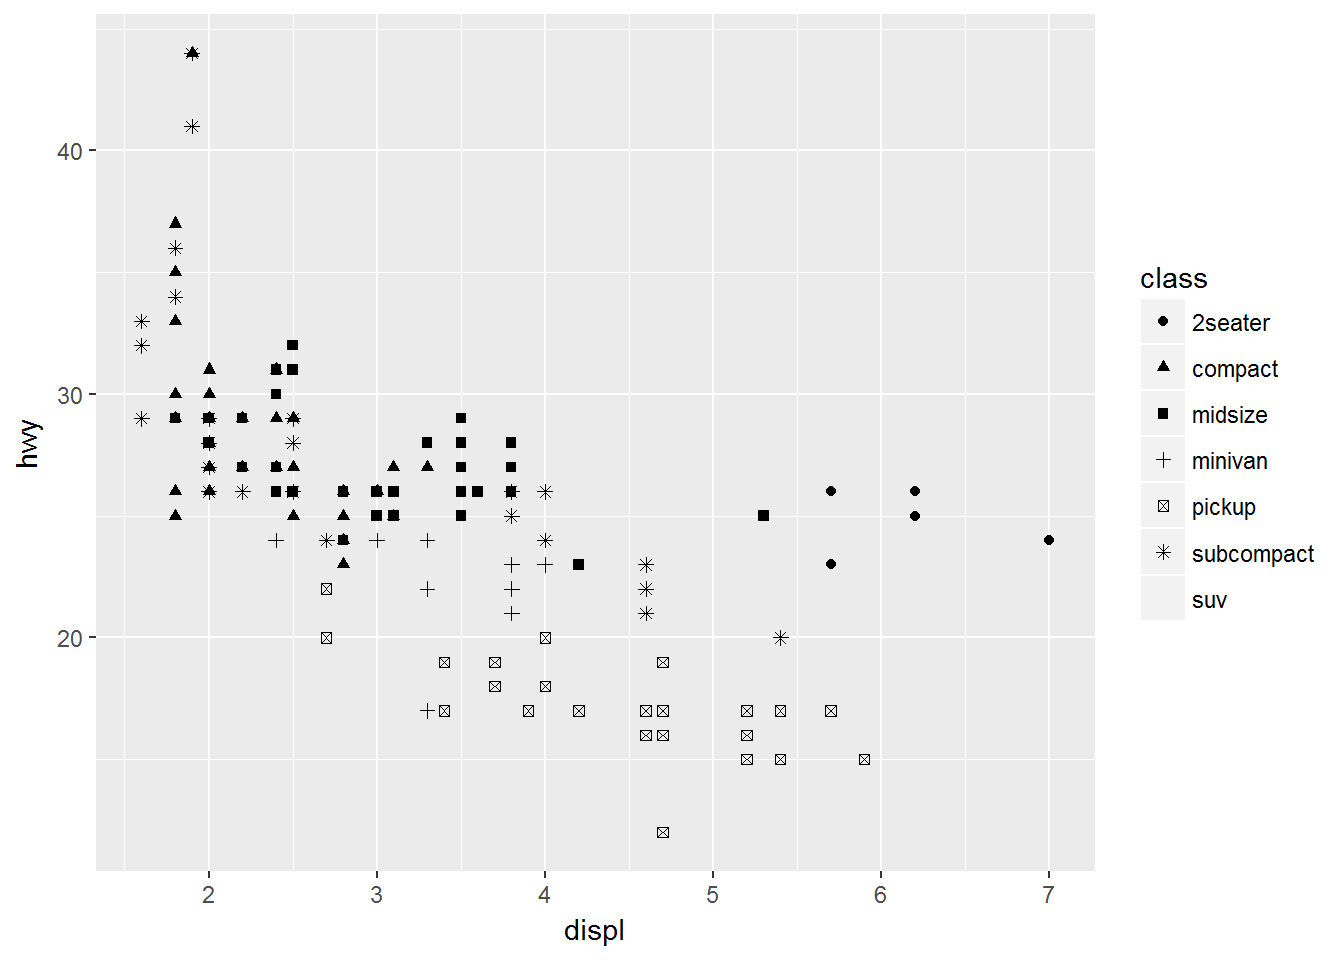 40
30
20
hwy
2 3 4 5 6 7
displ
class
2seater
compact
midsize
minivan
pickup
subcompact
suv